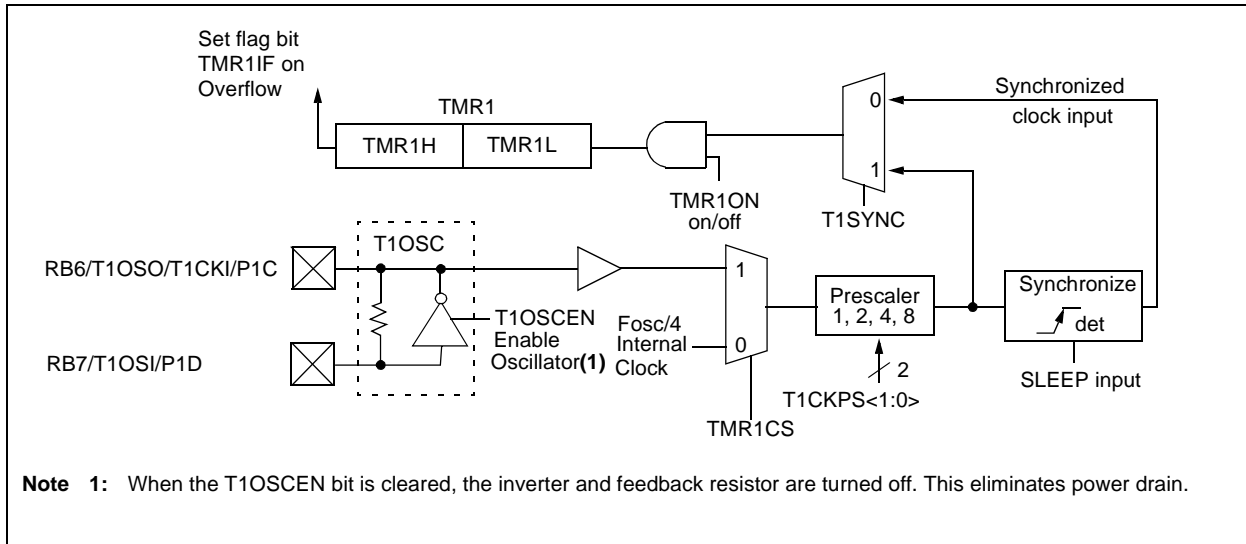 Set flag bit
TMR1IF on
Overflow
TMR1
TMR1H
TMR1L
TMR1ON
on/off
0
1
T1SYNC
Synchronized
clock input
RB6/T1OSO/T1CKI/P1C
T1OSC
RB7/T1OSI/P1D
T1OSCEN
Enable
Oscillator(1)
Fosc/4
Internal
Clock
1
0
TMR1CS
Prescaler
1, 2, 4, 8
2
T1CKPS<1:0>
Synchronize
det
SLEEP input
Note 1: When the T1OSCEN bit is cleared, the inverter and feedback resistor are turned off. This eliminates power drain.